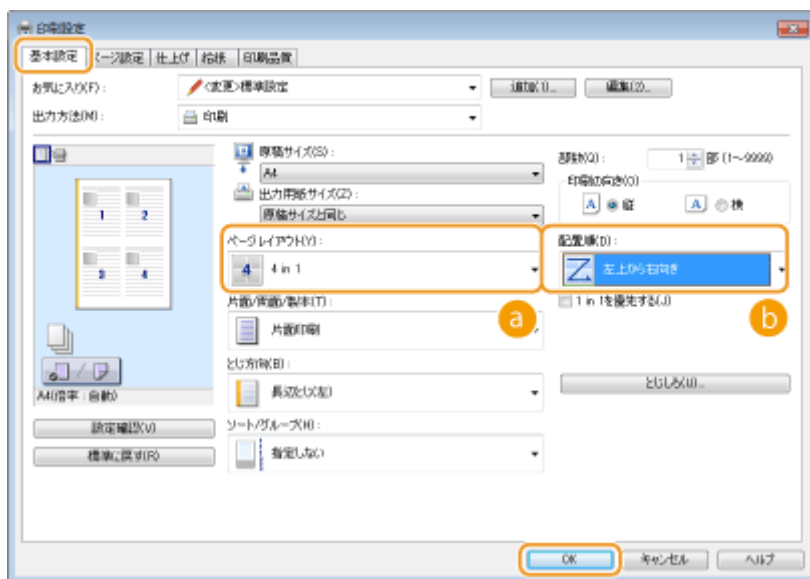 印刷設定
基本設定 ページ設定 仕上げ 給紙 印刷品質
お気に入り(F): <変更>標準設定 追加(1)... 編集(2)...
出力方法(M): 印刷
原稿サイズ(S):
A4
出力用紙サイズ(Z):
原稿サイズと同じ
部数(Q): 1 部 (1~9999)
印刷の向き(O)
A 縦 A 横
1 2
3 4
ページレイアウト(Y):
4 4 in 1
a
配置順(D):
左上から右向き
b
1 in 1を優先する(J)
片面/両面/製本(T):
片面印刷
とじ方向(B):
長辺とじ(左)
とじしろ(U)...
A4(倍率:自動)
設定確認(V)
標準に戻す(R)
ソート/グループ(H):
指定しない
OK キャンセル ヘルプ